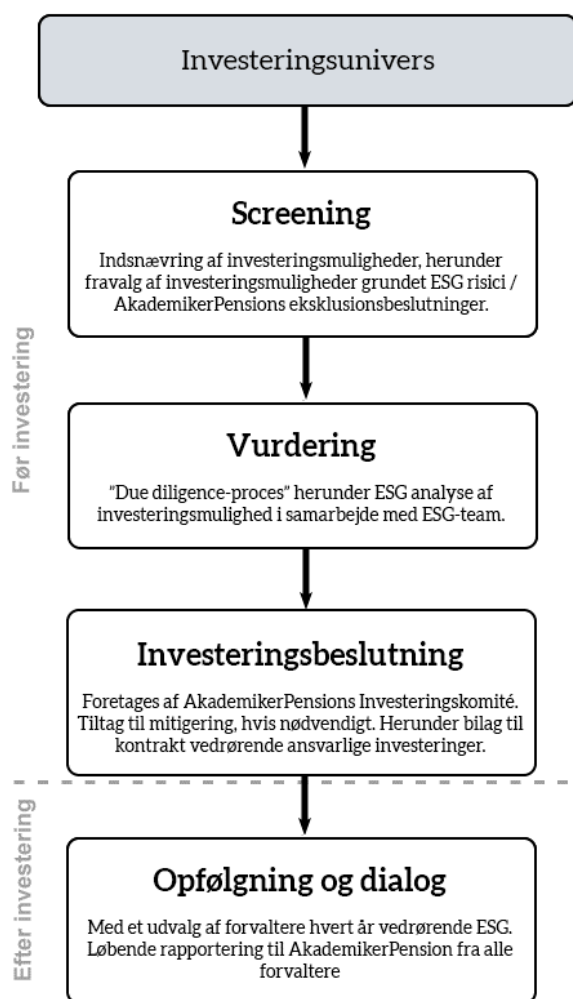 Investeringsunivers
Screening
Indsnævring af investeringsmuligheder, herunder
fravalg af investeringsmuligheder grundet ESG risici /
AkademikerPensions eksklusionsbeslutninger.
Før investering
Vurdering
"Due diligence-proces" herunder ESG analyse af
investeringsmulighed i samarbejde med ESG-team.
Investeringsbeslutning
Foretages af AkademikerPensions Investeringskomité.
Tiltag til mitigering, hvis nødvendigt. Herunder bilag til
kontrakt vedrørende ansvarlige investeringer.
Efter investering
Opfølgning og dialog
Med et udvalg af forvaltere hvert år vedrørende ESG.
Løbende rapportering til AkademikerPension fra alle
forvaltere